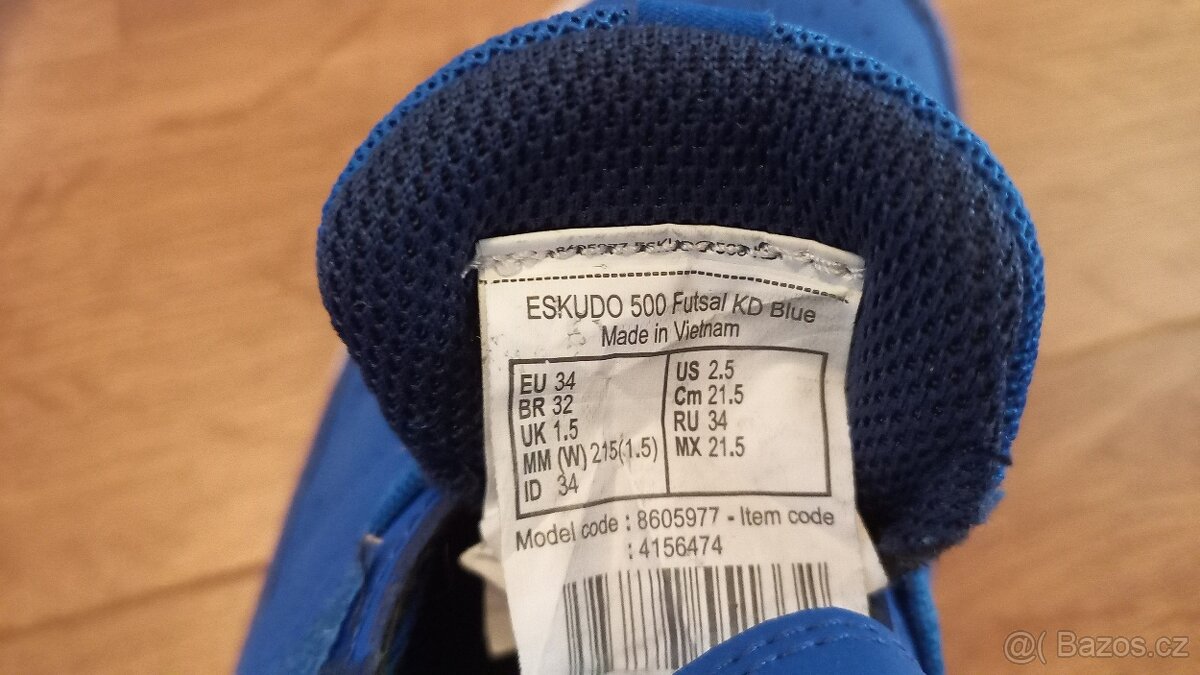 ESKUDO 500 Futsal KD Blue
Made in Vietnam
EU 34
BR 32
UK 1.5
MM (W) 215(1.5)
ID 34
US 2.5
Cm 21.5
RU 34
MX 21.5
Model code : 8605977 - Item code
: 4156474
@( Bazos.cz